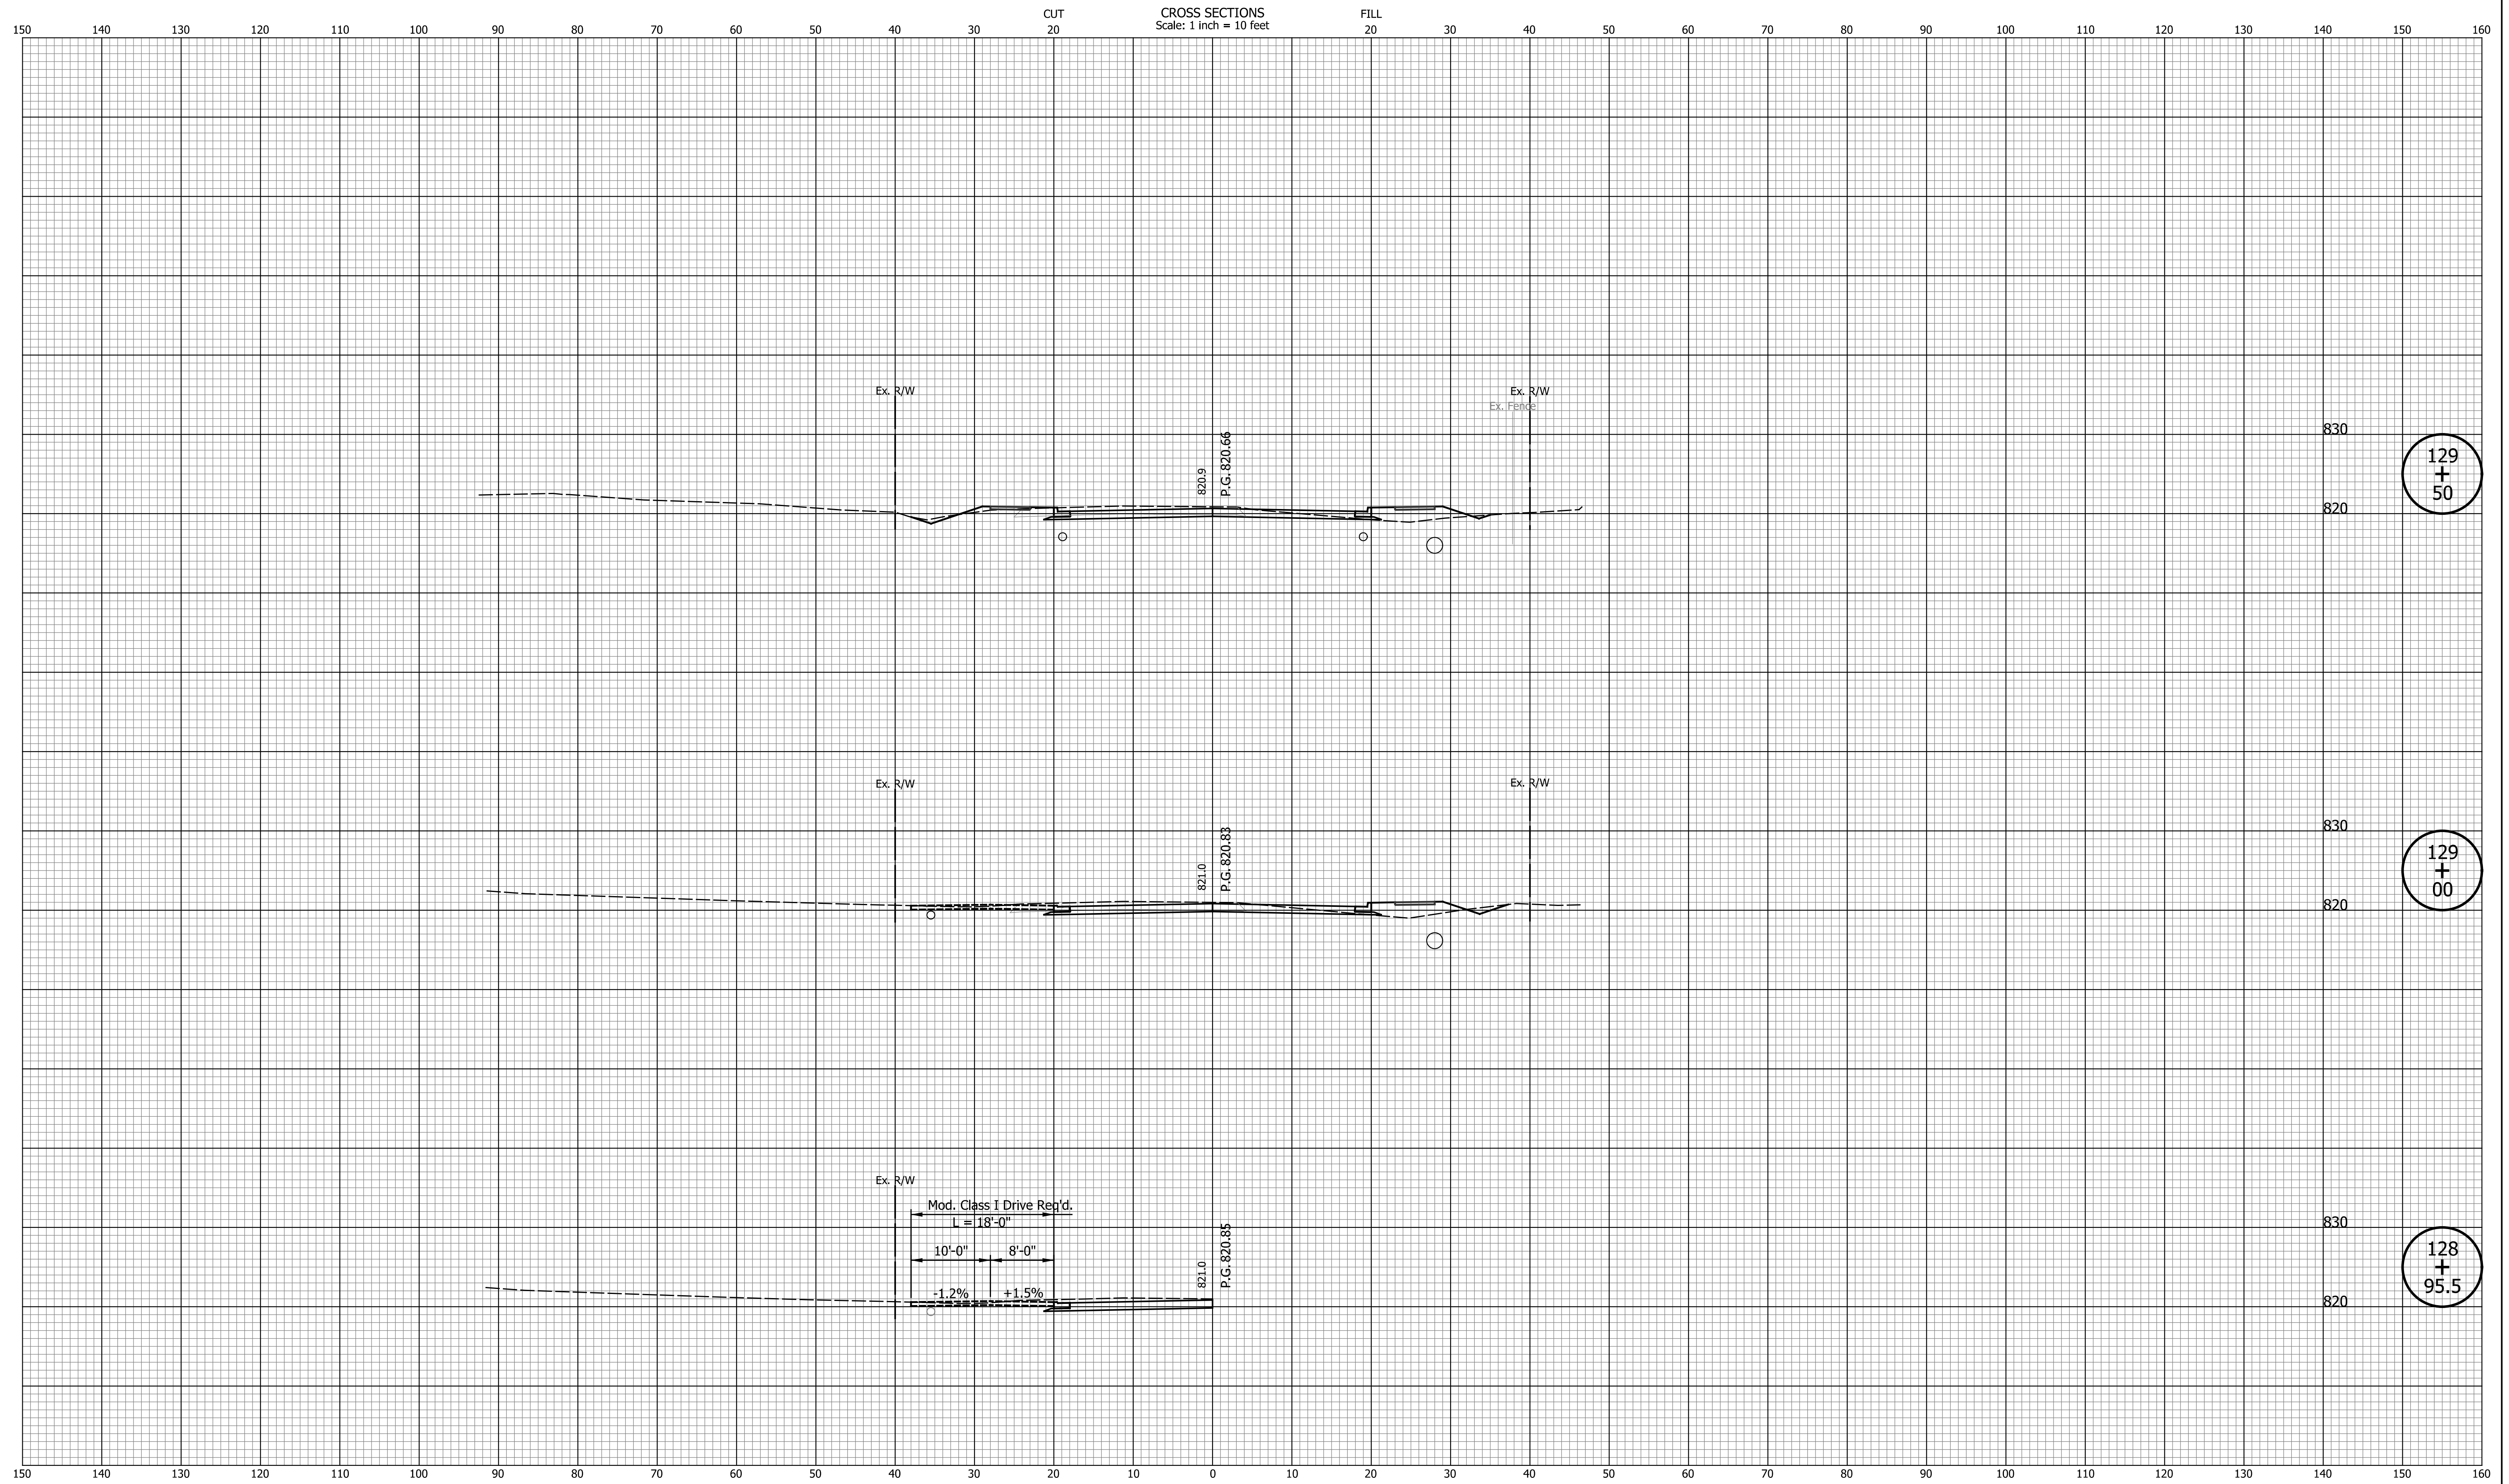 CUT CROSS SECTIONS FILL
Scale: 1 inch = 10 feet
150 140 130 120 110 100 90 80 70 60 50 40 30 20 10 0 10 20 30 40 50 60 70 80 90 100 110 120 130 140 150 160
Ex. R/W
Ex. R/W
Ex. Fence
820.9
P.G. 820.66
830
820
129
+
50
Ex. R/W
Ex. R/W
821.0
P.G. 820.83
830
820
129
+
00
Ex. R/W
Mod. Class I Drive Req'd.
L = 18'-0"
10'-0" 8'-0"
-1.2% +1.5%
821.0
P.G. 820.85
830
820
128
+
95.5
150 140 130 120 110 100 90 80 70 60 50 40 30 20 10 0 10 20 30 40 50 60 70 80 90 100 110 120 130 140 150 160